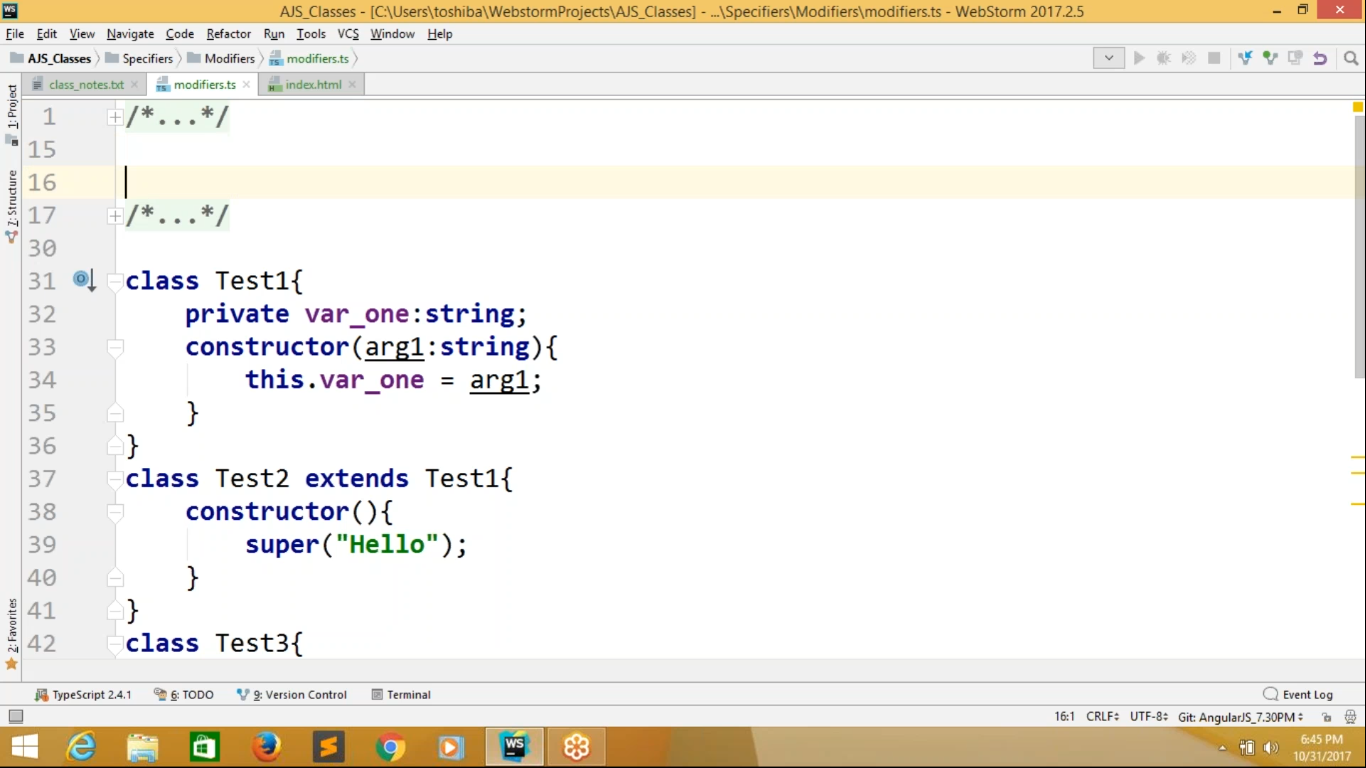 WS AJS_Classes - [C:\Users\toshiba\WebstormProjects\AJS_Classes] - ...\Specifiers\Modifiers\modifiers.ts - WebStorm 2017.2.5
File Edit View Navigate Code Refactor Run Tools VCS Window Help
AJS_Classes Specifiers Modifiers modifiers.ts
class_notes.txt modifiers.ts index.html
1: Project
7: Structure
2: Favorites
1 /*...*/
15
16
17 /*...*/
30
31 class Test1{
32 private var_one:string;
33 constructor(arg1:string){
34 this.var_one = arg1;
35 }
36 }
37 class Test2 extends Test1{
38 constructor(){
39 super("Hello");
40 }
41 }
42 class Test3{
TypeScript 2.4.1 6: TODO 9: Version Control Terminal Event Log
16:1 CRLF UTF-8 Git: AngularJS_7.30PM
WS 6:45 PM
10/31/2017